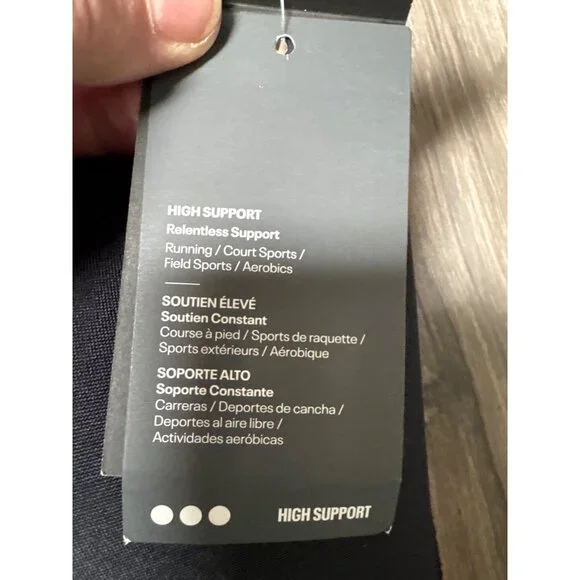 HIGH SUPPORT
Relentless Support
Running / Court Sports /
Field Sports / Aerobics
SOUTIEN ÉLEVÉ
Soutien Constant
Course à pied / Sports de raquette /
Sports extérieurs / Aérobique
SOPORTE ALTO
Soporte Constante
Carreras / Deportes de cancha /
Deportes al aire libre /
Actividades aeróbicas
HIGH SUPPORT